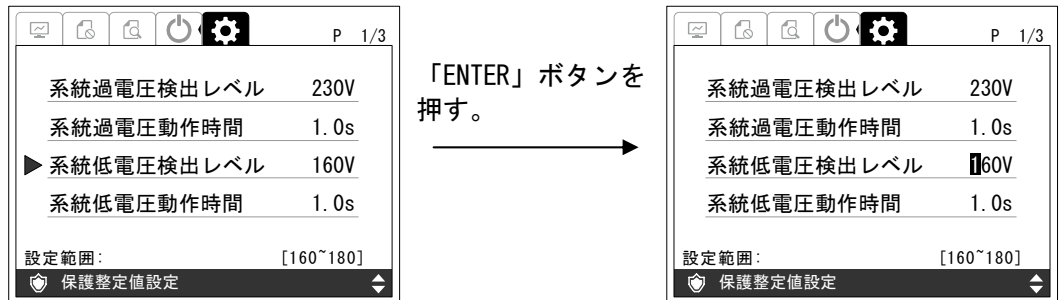 P 1/3
系統過電圧検出レベル 230V
系統過電圧動作時間 1.0s
系統低電圧検出レベル 160V
系統低電圧動作時間 1.0s
設定範囲: [160~180]
保護整定値設定
「ENTER」ボタンを
押す。
P 1/3
系統過電圧検出レベル 230V
系統過電圧動作時間 1.0s
系統低電圧検出レベル 160V
系統低電圧動作時間 1.0s
設定範囲: [160~180]
保護整定値設定